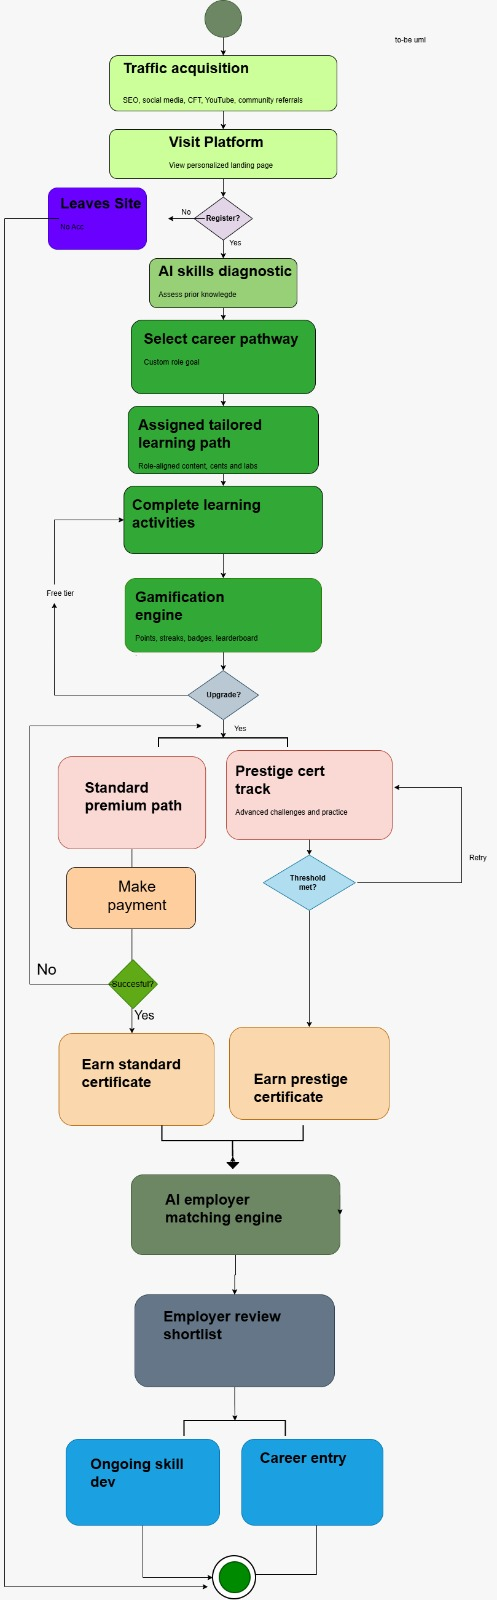 to-be uml
Traffic acquisition
SEO, social media, CFT, YouTube, community referrals
Visit Platform
View personalized landing page
Leaves Site
No Acc
No
Register?
Yes
AI skills diagnostic
Assess prior knowlegde
Select career pathway
Custom role goal
Assigned tailored
learning path
Role-aligned content, cents and labs
Complete learning
activities
Free tier
Gamification
engine
Points, streaks, badges, learderboard
Upgrade?
Yes
Standard
premium path
Prestige cert
track
Advanced challenges and practice
Retry
Threshold
met?
Make
payment
No
Succesful?
Yes
Earn standard
certificate
Earn prestige
certificate
AI employer
matching engine
Employer review
shortlist
Ongoing skill
dev
Career entry